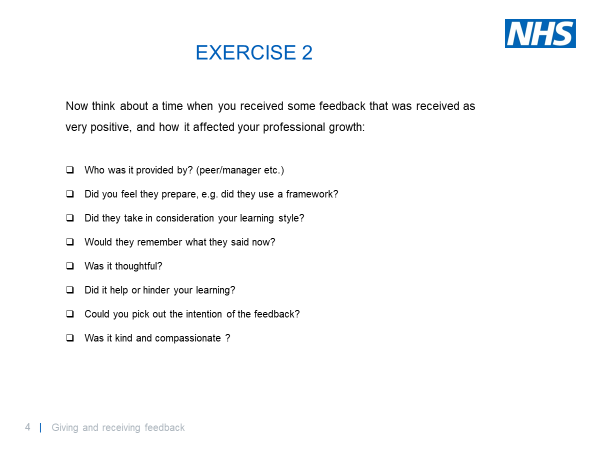 NHS
EXERCISE 2
Now think about a time when you received some feedback that was received as
very positive, and how it affected your professional growth:
❑ Who was it provided by? (peer/manager etc.)
❑ Did you feel they prepare, e.g. did they use a framework?
❑ Did they take in consideration your learning style?
❑ Would they remember what they said now?
❑ Was it thoughtful?
❑ Did it help or hinder your learning?
❑ Could you pick out the intention of the feedback?
❑ Was it kind and compassionate ?
4 | Giving and receiving feedback